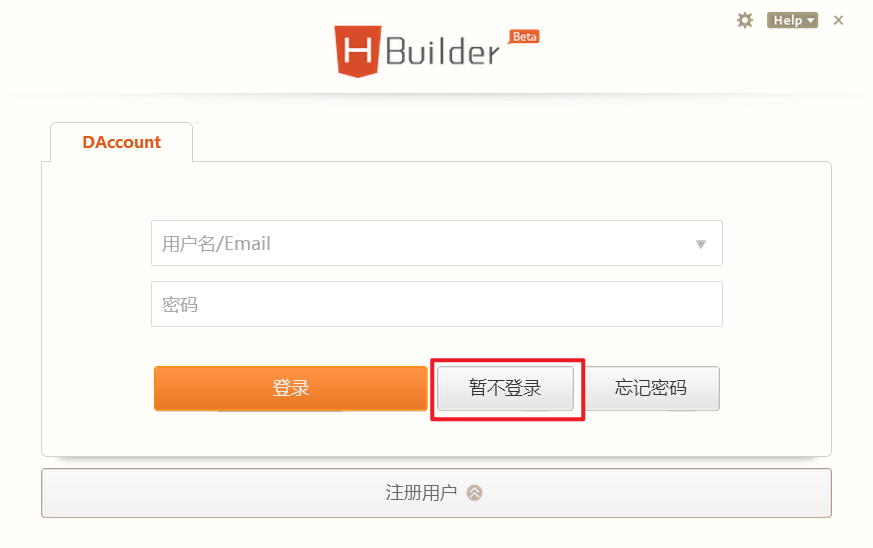 Help
H Builder Beta
DAccount
用户名/Email
密码
登录 暂不登录 忘记密码
注册用户